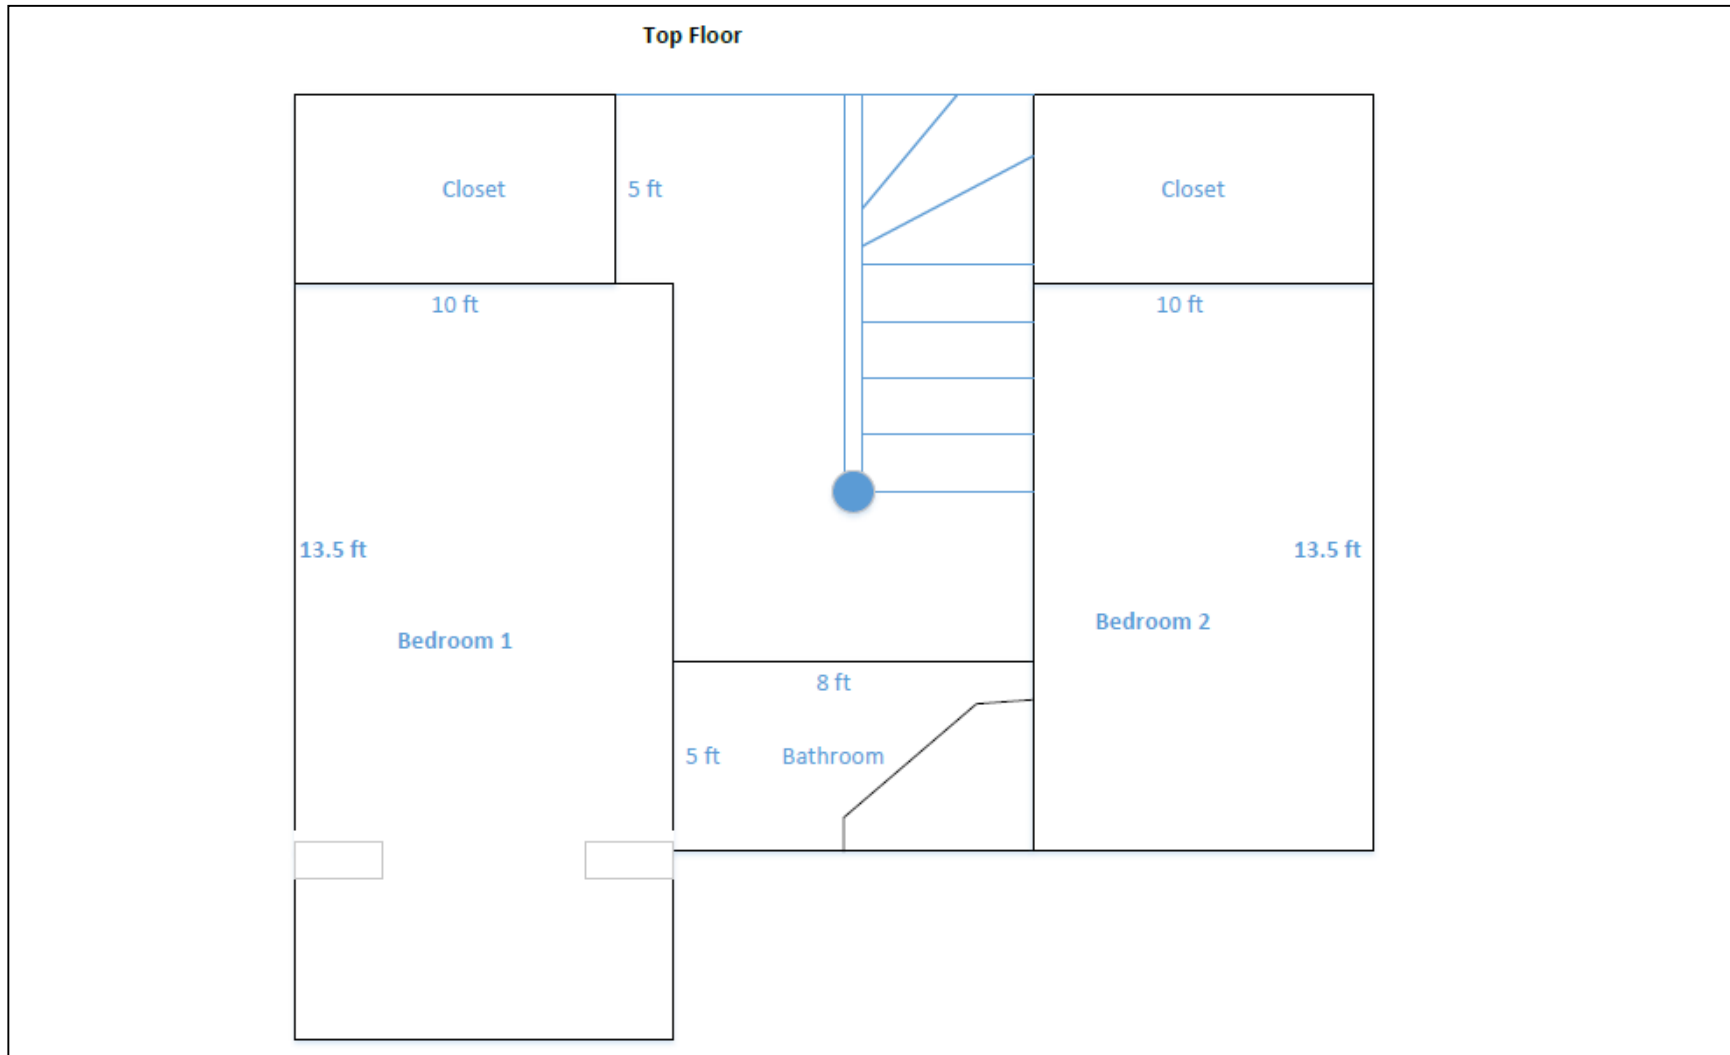 Top Floor
Closet
5 ft
Closet
10 ft
10 ft
13.5 ft
13.5 ft
Bedroom 1
Bedroom 2
8 ft
5 ft
Bathroom